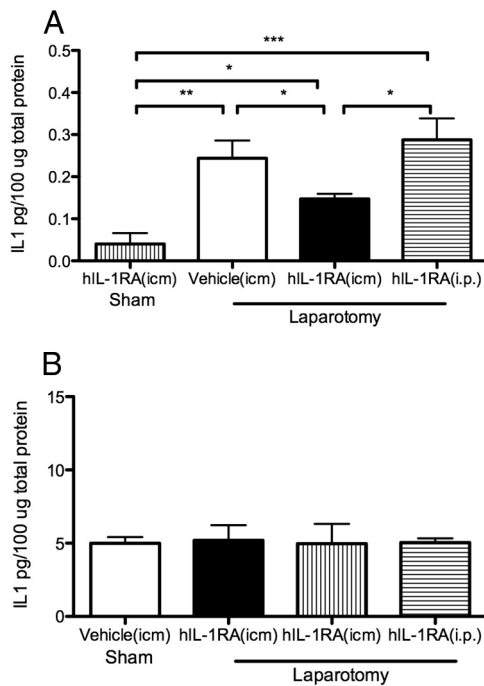 A
IL1 pg/100 ug total protein
0.5
0.4
0.3
0.2
0.1
0.0
***
*
** * *
hIL-1RA(icm) Vehicle(icm) hIL-1RA(icm) hIL-1RA(i.p.)
Sham
Laparotomy
B
IL1 pg/100 ug total protein
15
10
5
0
Vehicle(icm) hIL-1RA(icm) hIL-1RA(icm) hIL-1RA(i.p.)
Sham
Laparotomy